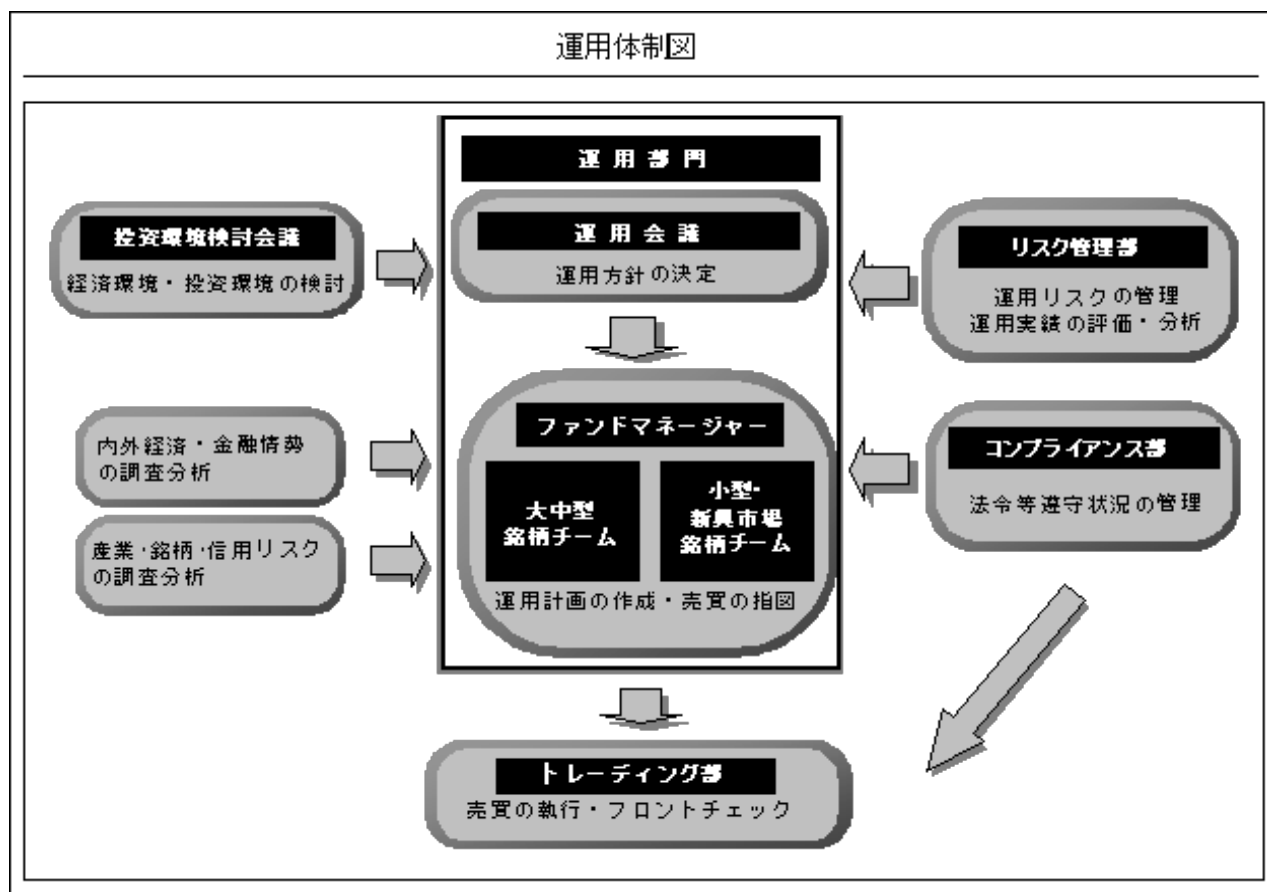 運用体制図
運用部門
運用会議
運用方針の決定
投資環境検討会議
経済環境・投資環境の検討
リスク管理部
運用リスクの管理
運用実績の評価・分析
内外経済・金融情勢
の調査分析
産業・銘柄・信用リスク
の調査分析
ファンドマネージャー
大中型
銘柄チーム
小型・
新興市場
銘柄チーム
運用計画の作成・売買の指図
コンプライアンス部
法令等遵守状況の管理
トレーディング部
売買の執行・フロントチェック